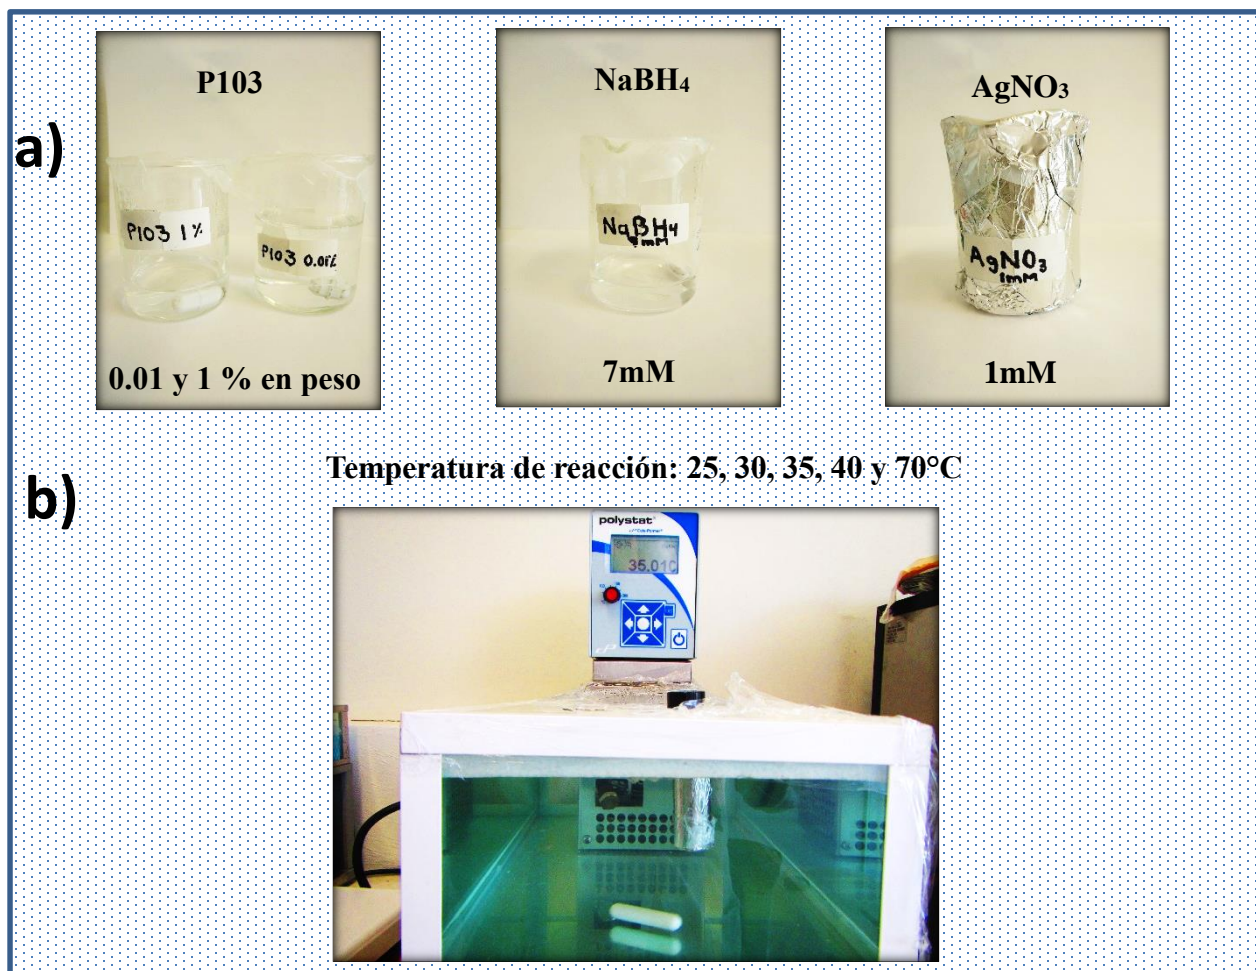 a)
P103
P103 1%
P103 0.01%
0.01 y 1 % en peso
NaBH4
NaBH4
mM
7mM
AgNO3
AgNO3
1mM
1mM
b)
Temperatura de reacción: 25, 30, 35, 40 y 70°C
polystat
35.01C